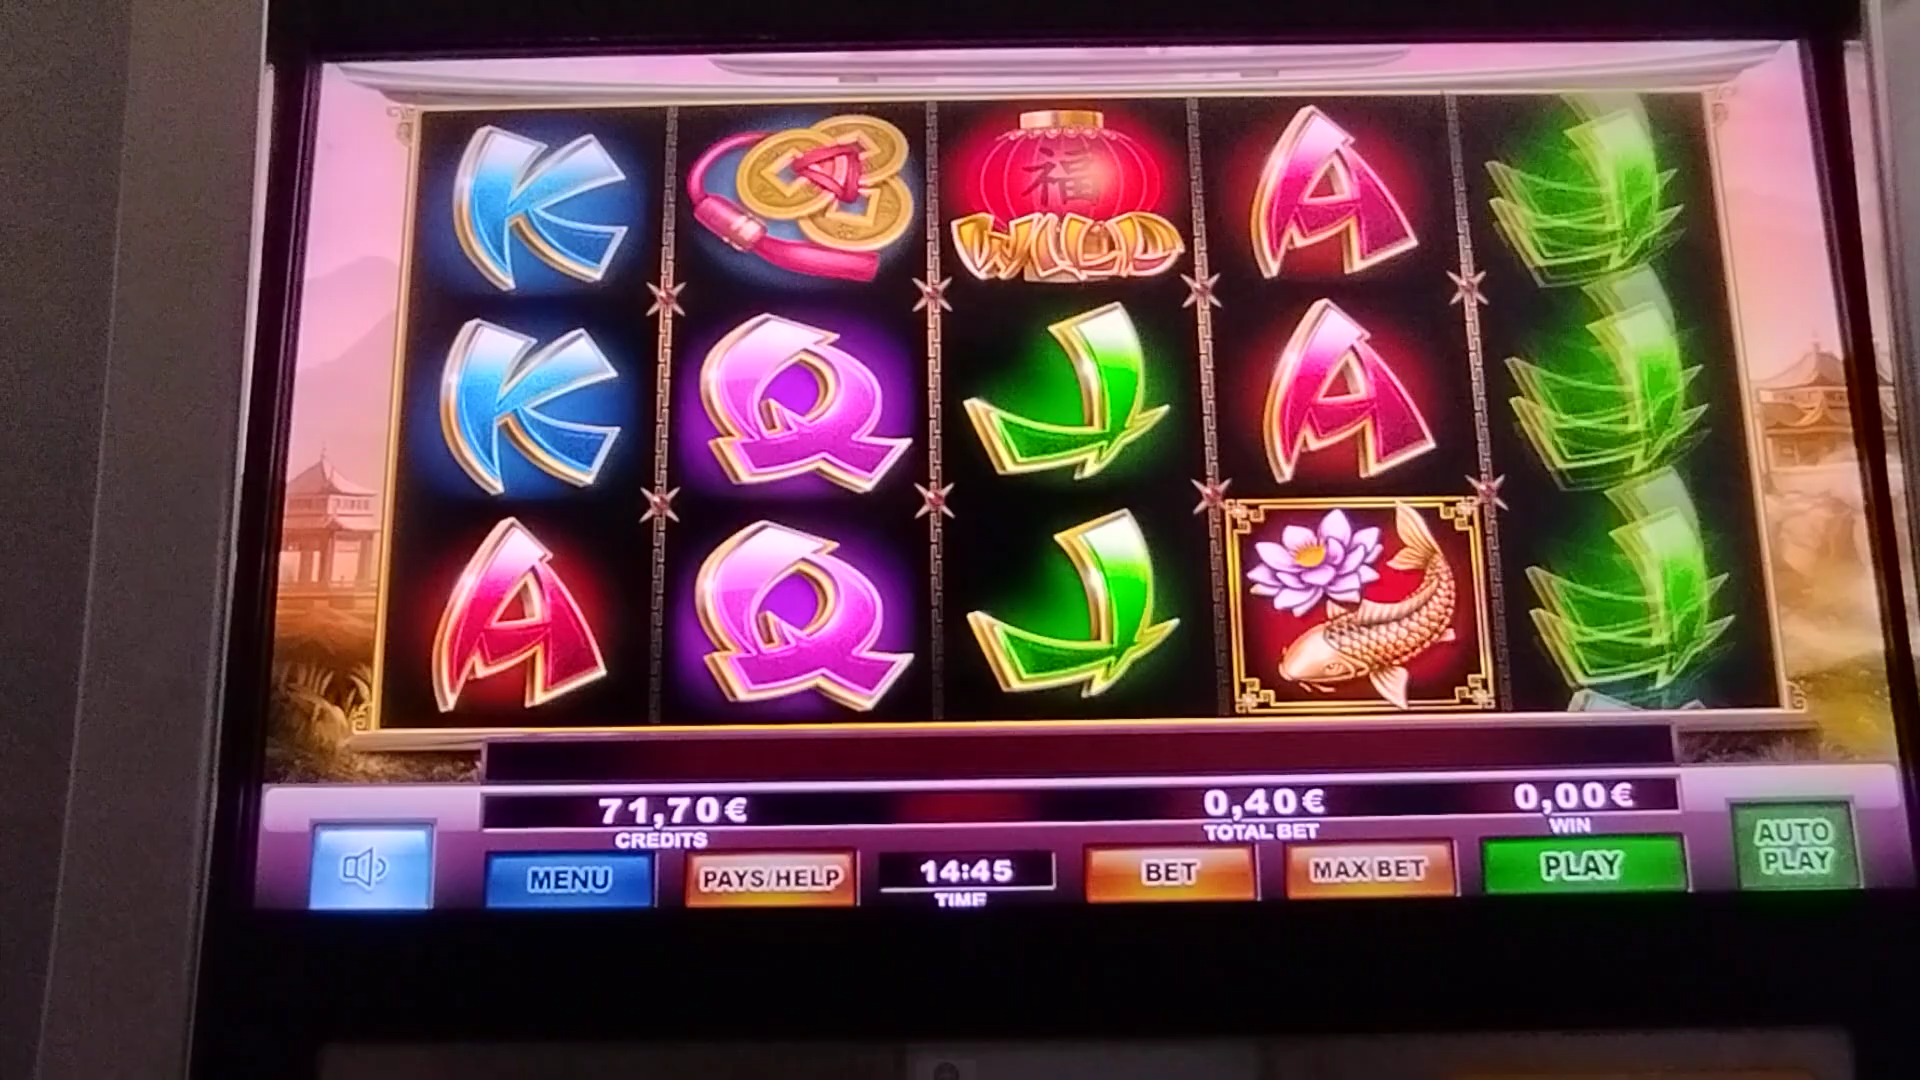 K A
福
WILD
K Q J A J
A Q J J
71,70€ 0,40€ 0,00€
CREDITS TOTAL BET WIN
MENU PAYS/HELP 14:45 BET MAX BET PLAY AUTO PLAY
TIME